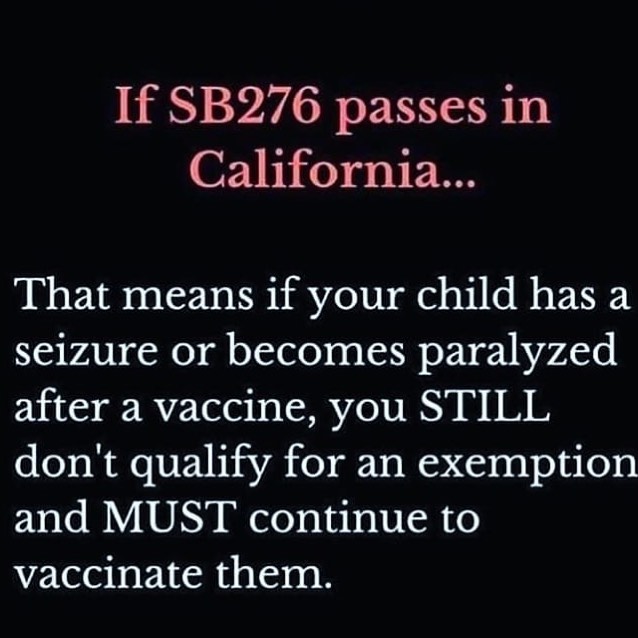 If SB276 passes in
California...
That means if your child has a
seizure or becomes paralyzed
after a vaccine, you STILL
don't qualify for an exemption
and MUST continue to
vaccinate them.